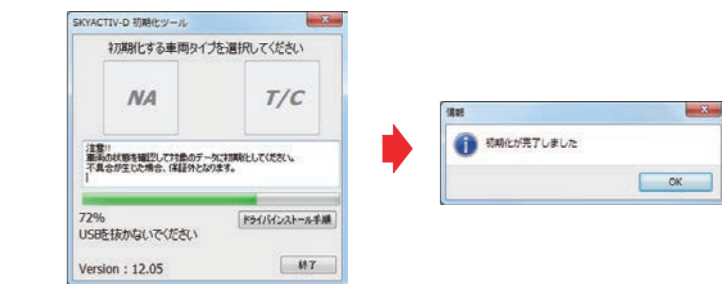 SKYACTIV-D 初期化ツール
初期化する車両タイプを選択してください
NA
T/C
注意!!
車両の状態を確認して対象のデータに初期化してください。
不具合が生じた場合、保証外となります。
72%
ドライバインストール手順
USBを抜かないでください
Version : 12.05
終了
情報
初期化が完了しました
OK